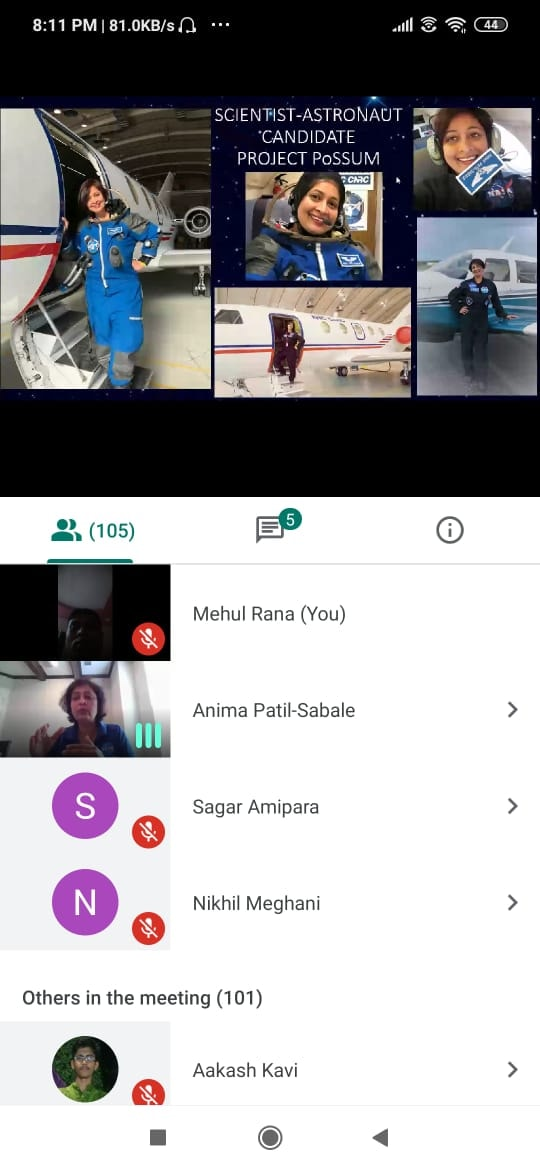 8:11 PM | 81.0KB/s
44
SCIENTIST-ASTRONAUT
CANDIDATE
PROJECT PoSSUM
(105)
5
Mehul Rana (You)
Anima Patil-Sabale
S
Sagar Amipara
N
Nikhil Meghani
Others in the meeting (101)
Aakash Kavi